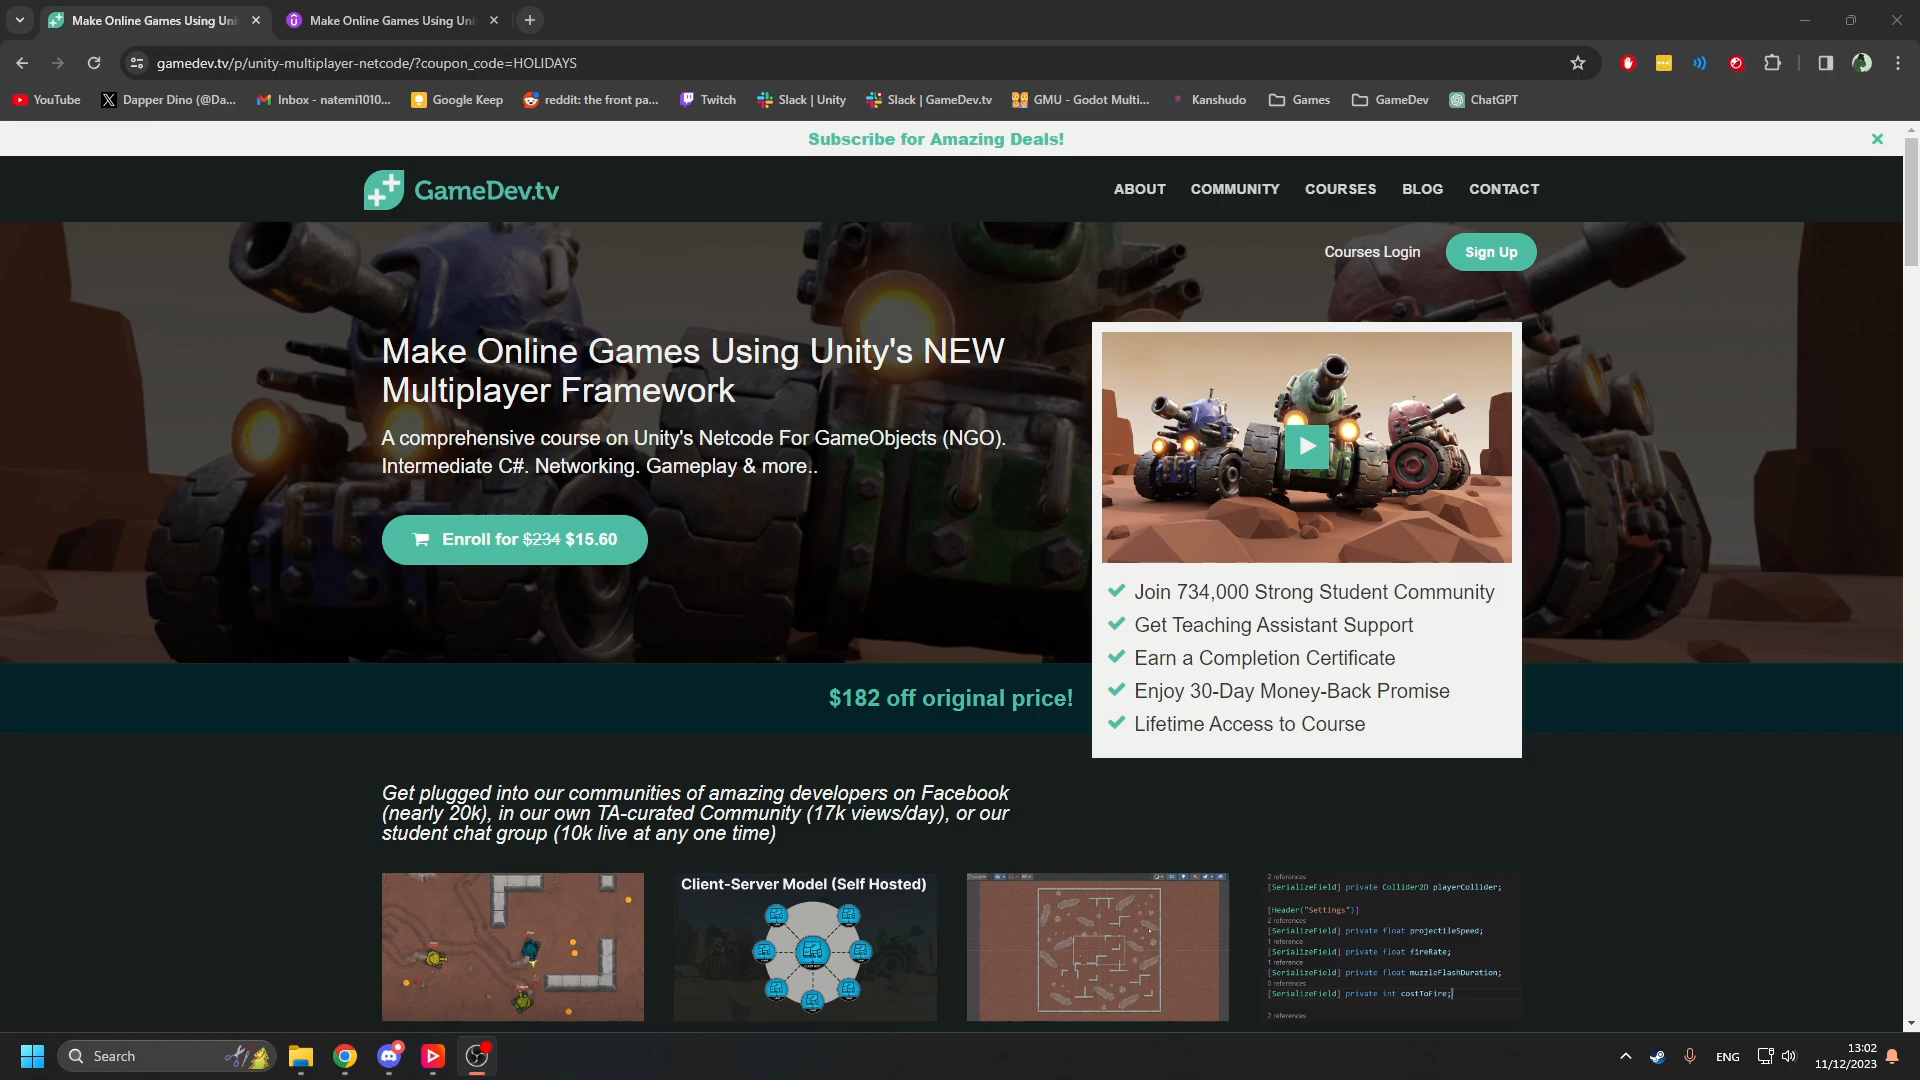 Make Online Games Using Uni
Make Online Games Using Uni
gamedev.tv/p/unity-multiplayer-netcode/?coupon_code=HOLIDAYS
YouTube
Dapper Dino (@Da...
Inbox - natemi1010...
Google Keep
reddit: the front pa...
Twitch
Slack | Unity
Slack | GameDev.tv
GMU - Godot Multi...
Kanshudo
Games
GameDev
ChatGPT
Subscribe for Amazing Deals!
GameDev.tv
ABOUT
COMMUNITY
COURSES
BLOG
CONTACT
Courses Login
Sign Up
Make Online Games Using Unity's NEW
Multiplayer Framework
A comprehensive course on Unity's Netcode For GameObjects (NGO).
Intermediate C#. Networking. Gameplay & more..
Enroll for $234 $15.60
Join 734,000 Strong Student Community
Get Teaching Assistant Support
Earn a Completion Certificate
Enjoy 30-Day Money-Back Promise
Lifetime Access to Course
$182 off original price!
Get plugged into our communities of amazing developers on Facebook
(nearly 20k), in our own TA-curated Community (17k views/day), or our
student chat group (10k live at any one time)
Client-Server Model (Self Hosted)
2 references
[SerializeField] private Collider2D playerCollider;
[Header("Settings")]
2 references
[SerializeField] private float projectileSpeed;
1 reference
[SerializeField] private float fireRate;
1 reference
[SerializeField] private float muzzleFlashDuration;
0 references
[SerializeField] private int costToFire;
2 references
Search
ENG
13:02
11/12/2023